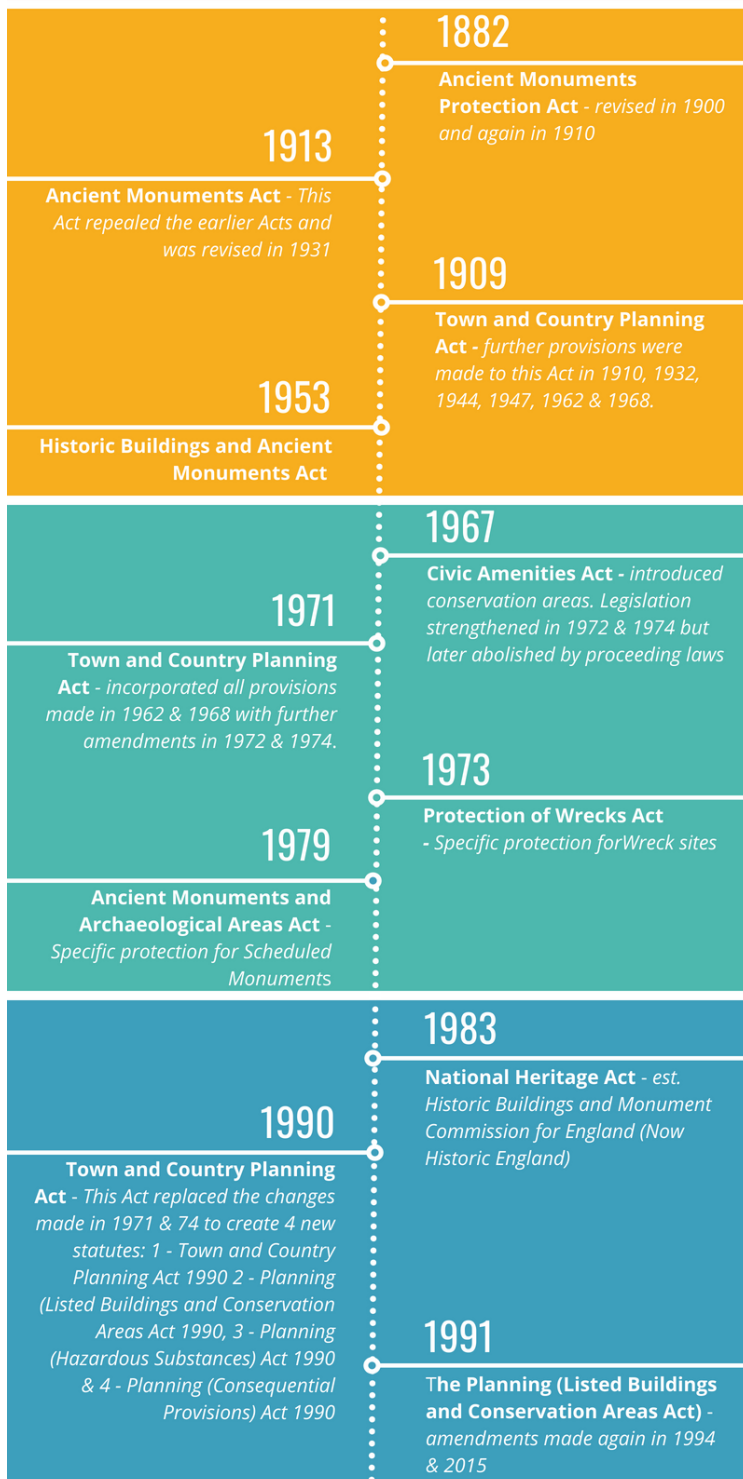 1882
Ancient Monuments
Protection Act - revised in 1900
and again in 1910
1913
Ancient Monuments Act - This
Act repealed the earlier Acts and
was revised in 1931
1909
Town and Country Planning
Act - further provisions were
made to this Act in 1910, 1932,
1944, 1947, 1962 & 1968.
1953
Historic Buildings and Ancient
Monuments Act
1967
Civic Amenities Act - introduced
conservation areas. Legislation
strengthened in 1972 & 1974 but
later abolished by proceeding laws
1971
Town and Country Planning
Act - incorporated all provisions
made in 1962 & 1968 with further
amendments in 1972 & 1974.
1973
Protection of Wrecks Act
- Specific protection forWreck sites
1979
Ancient Monuments and
Archaeological Areas Act -
Specific protection for Scheduled
Monuments
1983
National Heritage Act - est.
Historic Buildings and Monument
Commission for England (Now
Historic England)
1990
Town and Country Planning
Act - This Act replaced the changes
made in 1971 & 74 to create 4 new
statutes: 1 - Town and Country
Planning Act 1990 2 - Planning
(Listed Buildings and Conservation
Areas Act 1990, 3 - Planning
(Hazardous Substances) Act 1990
& 4 - Planning (Consequential
Provisions) Act 1990
1991
The Planning (Listed Buildings
and Conservation Areas Act) -
amendments made again in 1994
& 2015